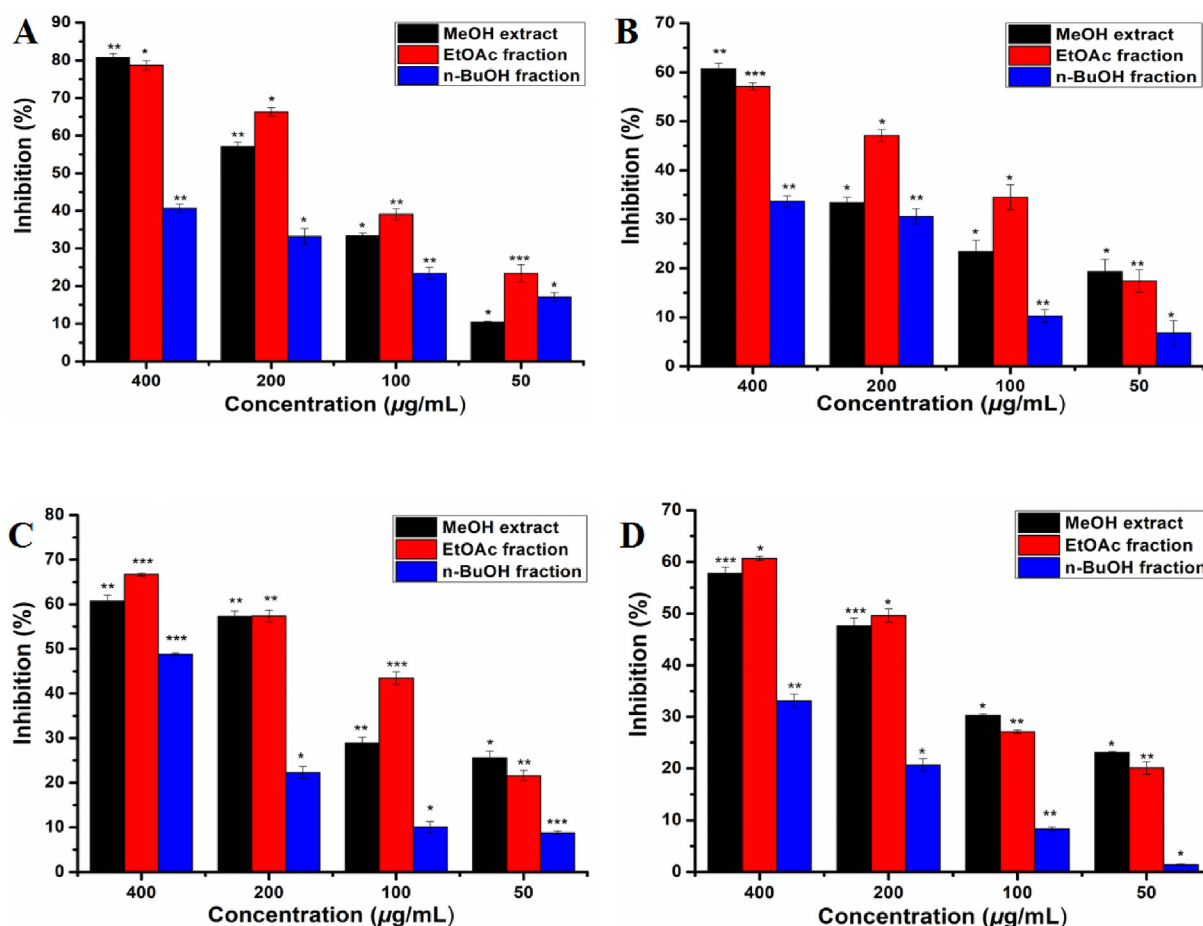 A
MeOH extract
EtOAc fraction
n-BuOH fraction
Inhibition (%)
90
80
70
60
50
40
30
20
10
0
** * **
** * *
* ** **
* *** *
400 200 100 50
Concentration (µg/mL)
B
MeOH extract
EtOAc fraction
n-BuOH fraction
Inhibition (%)
70
60
50
40
30
20
10
0
** *** **
* * **
* * **
* ** *
400 200 100 50
Concentration (µg/mL)
C
MeOH extract
EtOAc fraction
n-BuOH fraction
Inhibition (%)
80
70
60
50
40
30
20
10
0
** *** ***
** ** *
** *** *
* ** ***
400 200 100 50
Concentration (µg/mL)
D
MeOH extract
EtOAc fraction
n-BuOH fraction
Inhibition (%)
70
60
50
40
30
20
10
0
*** * **
*** * *
* ** **
* ** *
400 200 100 50
Concentration (µg/mL)